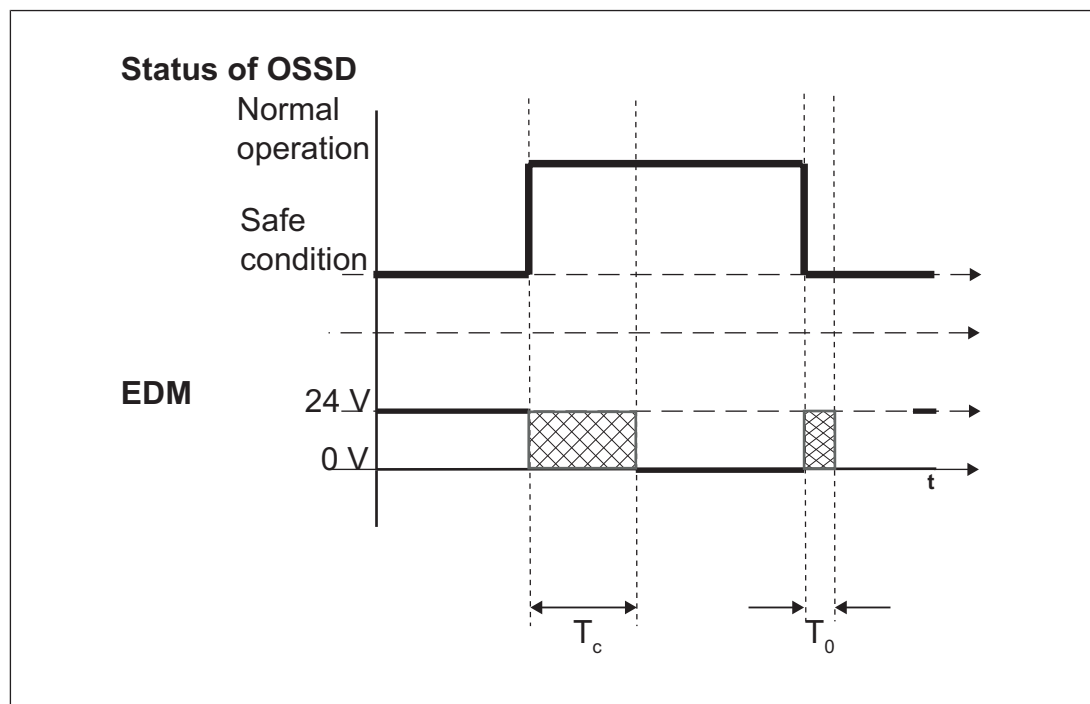 Status of OSSD
Normal
operation
Safe
condition
EDM
24 V
0 V
t
Tc
T0